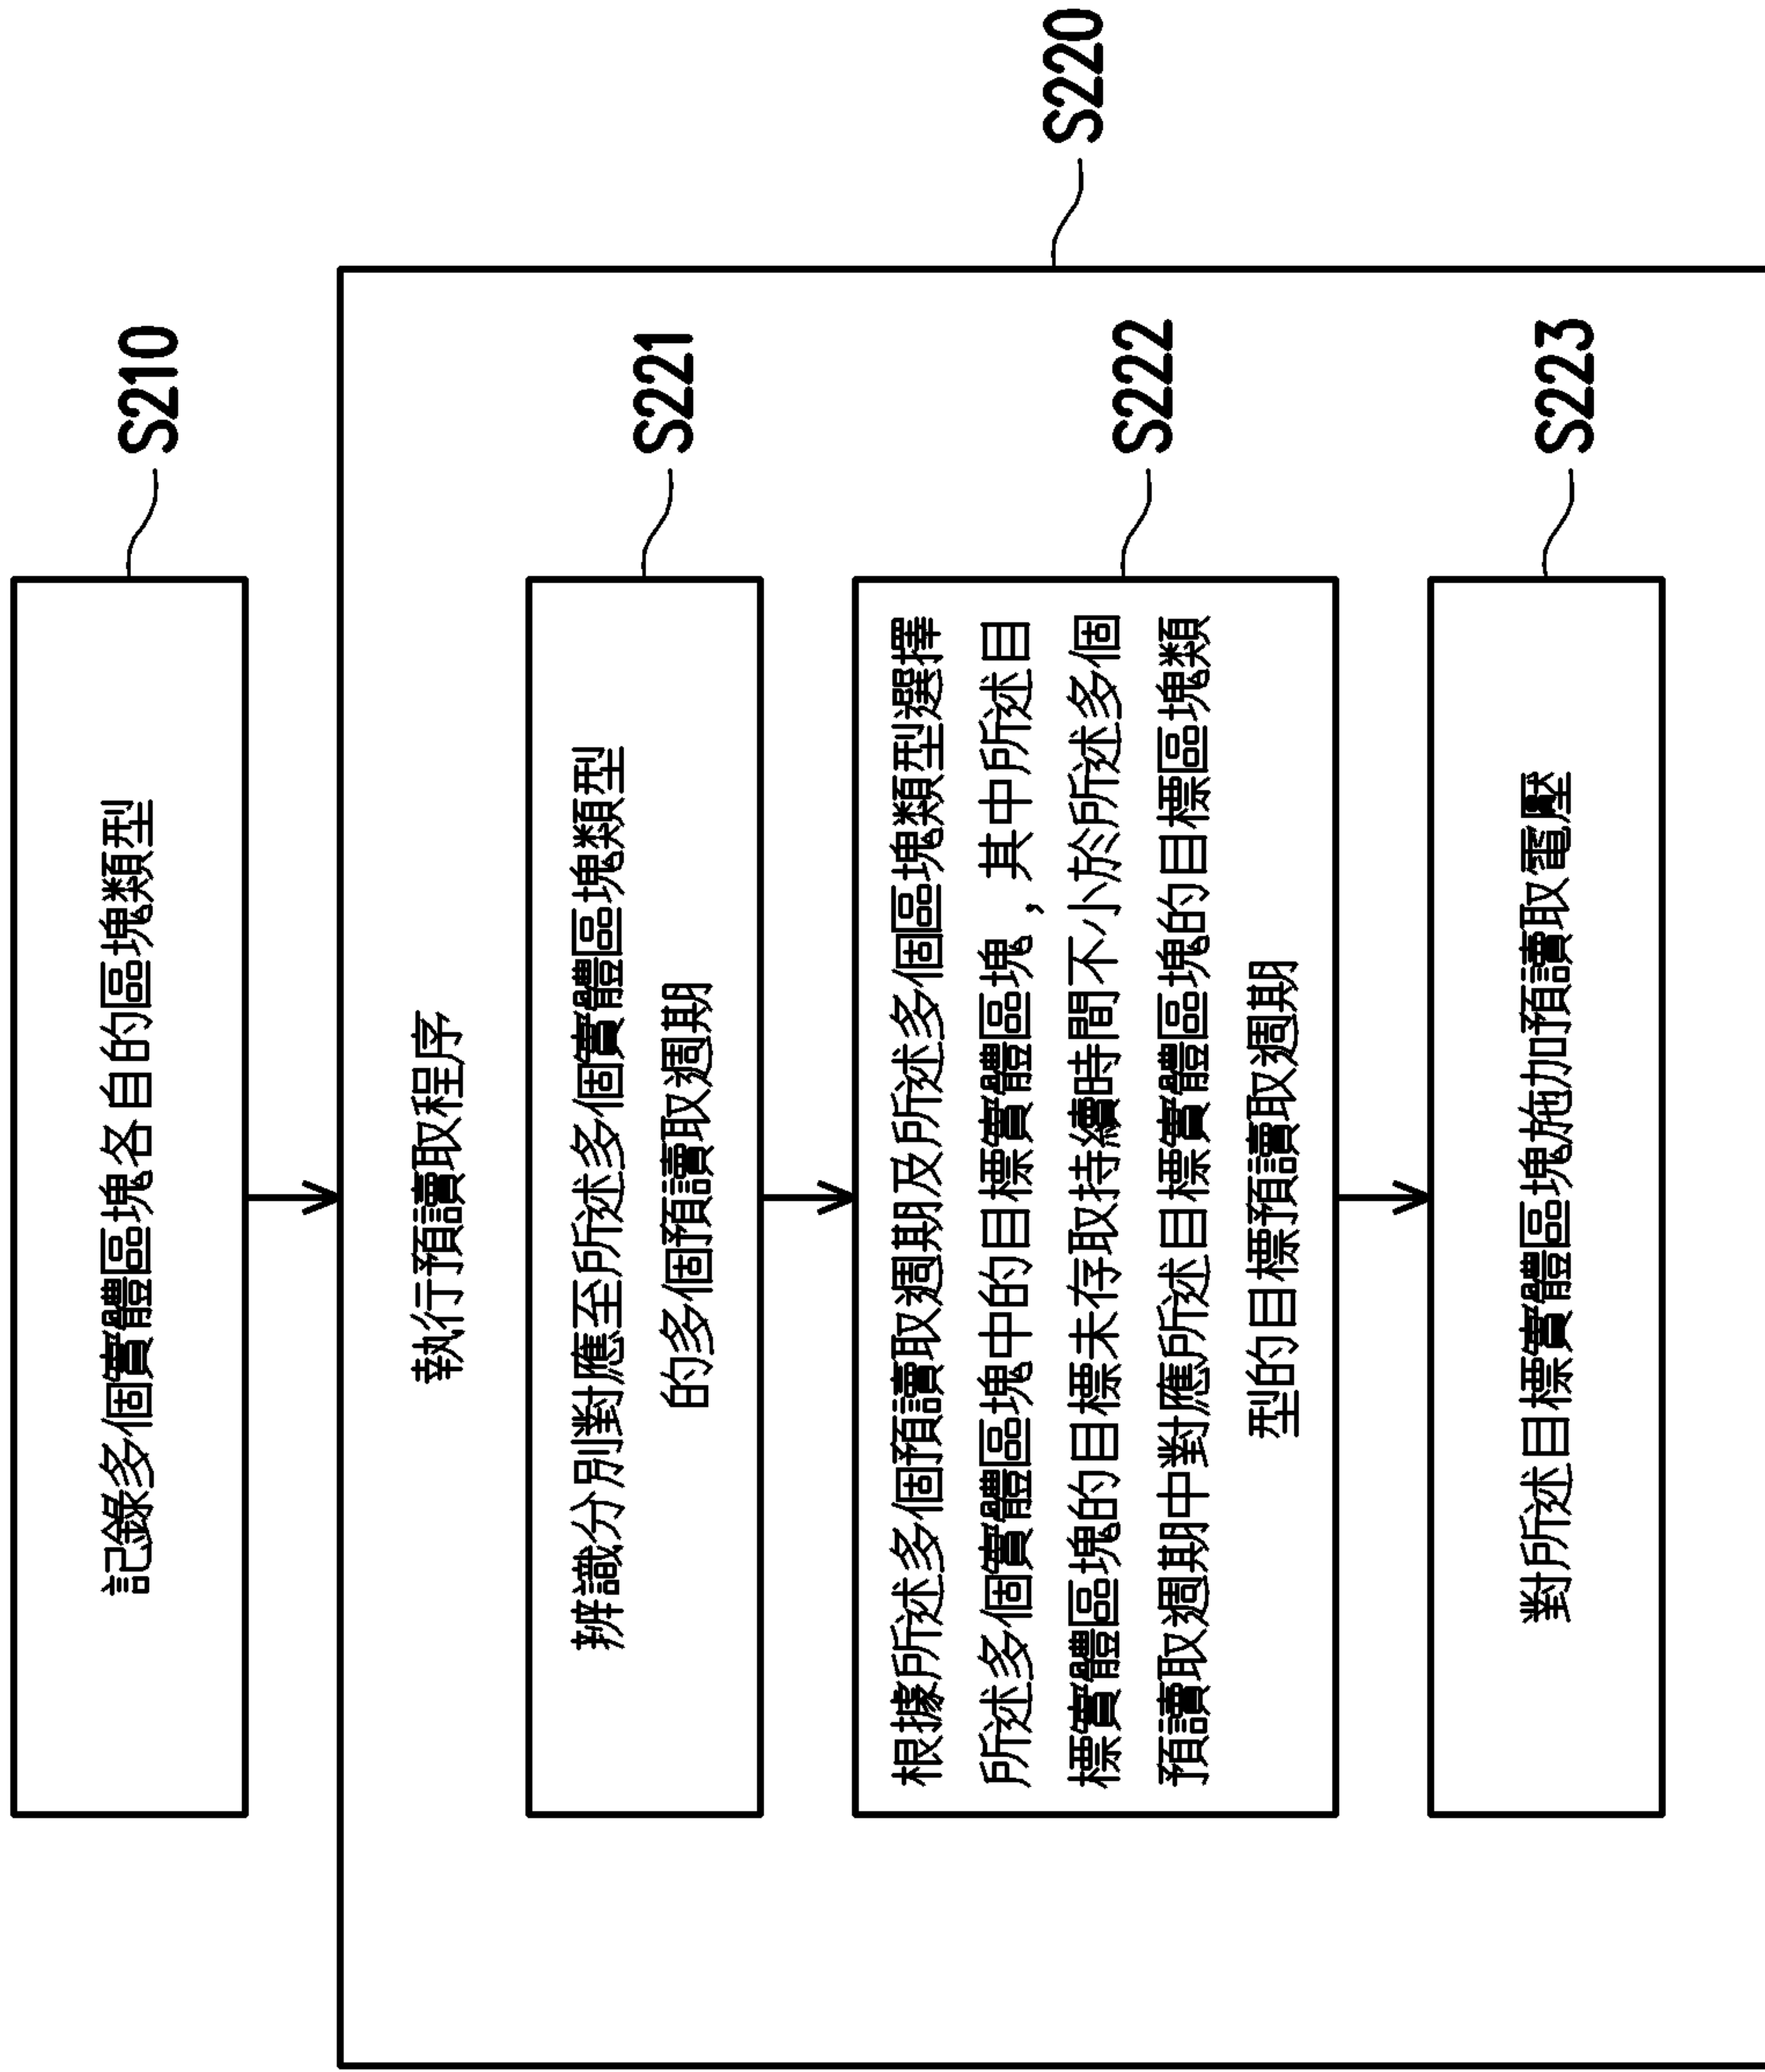 記錄多個實體區塊各自的區塊類型
S210
執行預讀取程序
S220
辨識分別對應至所述多個實體區塊類型
的多個預讀取週期
S221
根據所述多個預讀取週期及所述多個區塊類型選擇
所述多個實體區塊中的目標實體區塊，其中所述目
標實體區塊的目標未存取持續時間不小於所述多個
預讀取週期中對應所述目標實體區塊的目標區塊類
型的目標預讀取週期
S222
對所述目標實體區塊施加預讀取電壓
S223